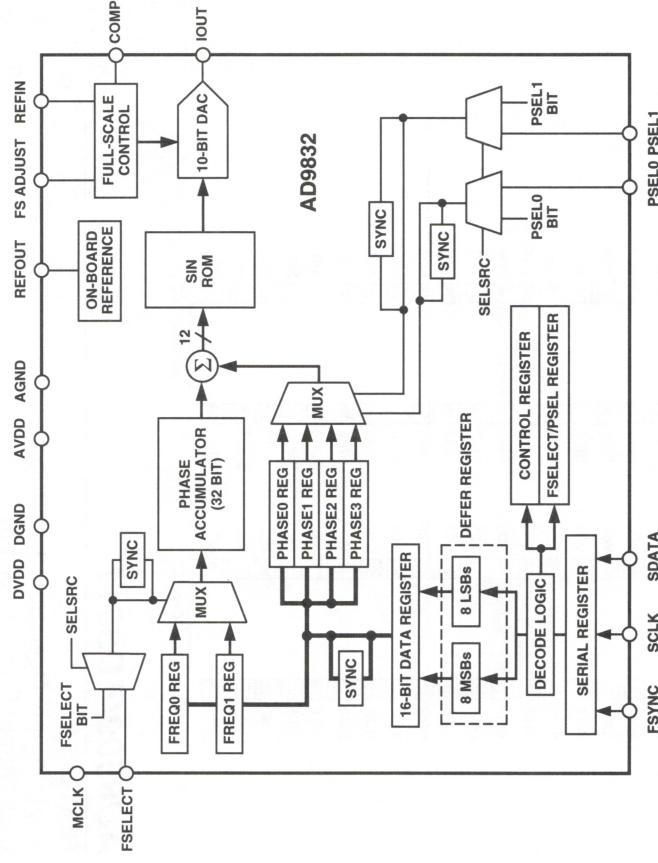 DVDD
DGND
AVDD
AGND
REFOUT
FS ADJUST
REFIN
MCLK
FSELECT
FSELECT
BIT
SELSRC
SYNC
ON-BOARD
REFERENCE
FULL-SCALE
CONTROL
COMP
FREQ0 REG
FREQ1 REG
MUX
PHASE
ACCUMULATOR
(32 BIT)
Σ
12
SIN
ROM
10-BIT DAC
IOUT
AD9832
PHASE0 REG
PHASE1 REG
PHASE2 REG
PHASE3 REG
MUX
SYNC
SYNC
SYNC
16-BIT DATA REGISTER
8 MSBs
8 LSBs
DEFER REGISTER
DECODE LOGIC
CONTROL REGISTER
FSELECT/PSEL REGISTER
SERIAL REGISTER
SELSRC
PSEL0
BIT
PSEL1
BIT
FSYNC
SCLK
SDATA
PSEL0
PSEL1